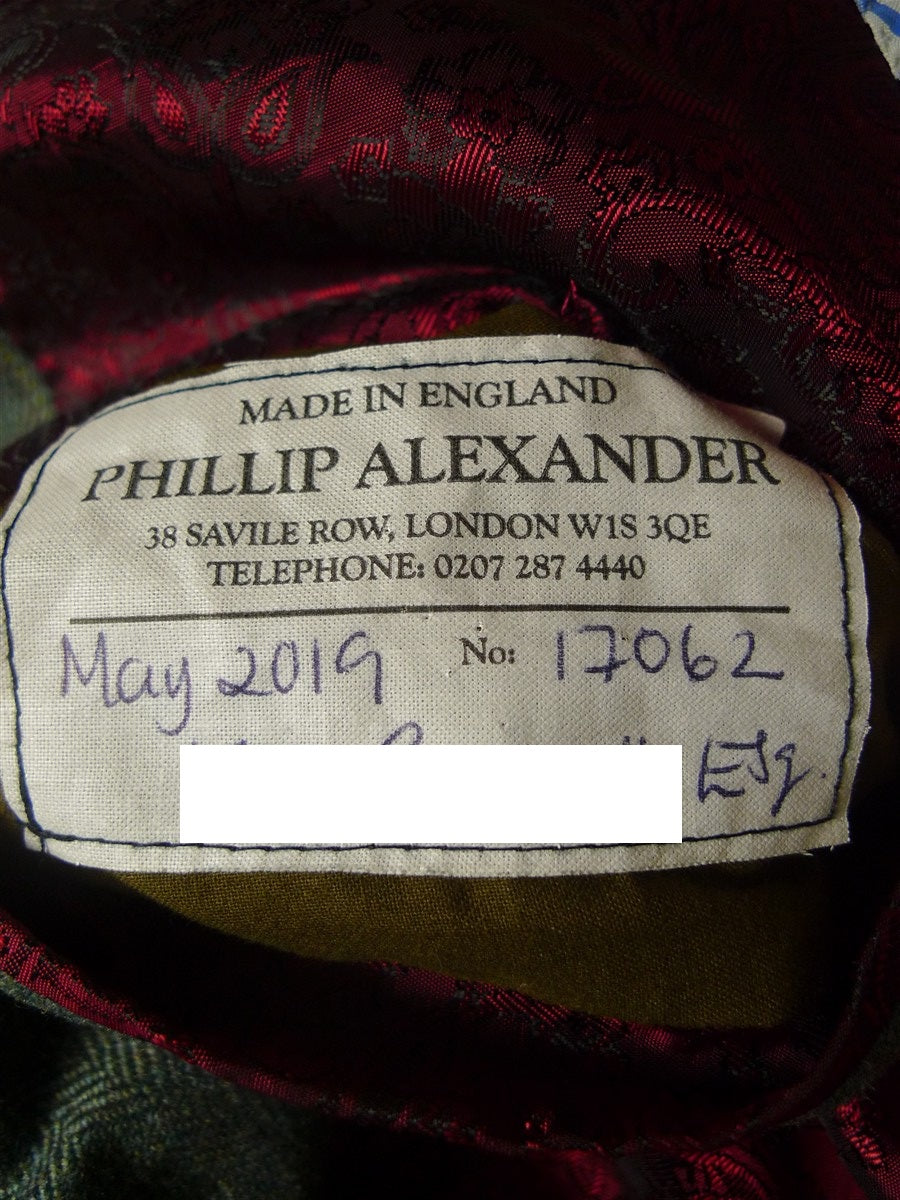 MADE IN ENGLAND
PHILLIP ALEXANDER
38 SAVILE ROW, LONDON W1S 3QE
TELEPHONE: 0207 287 4440
May 2019 No: 17062
Esq.